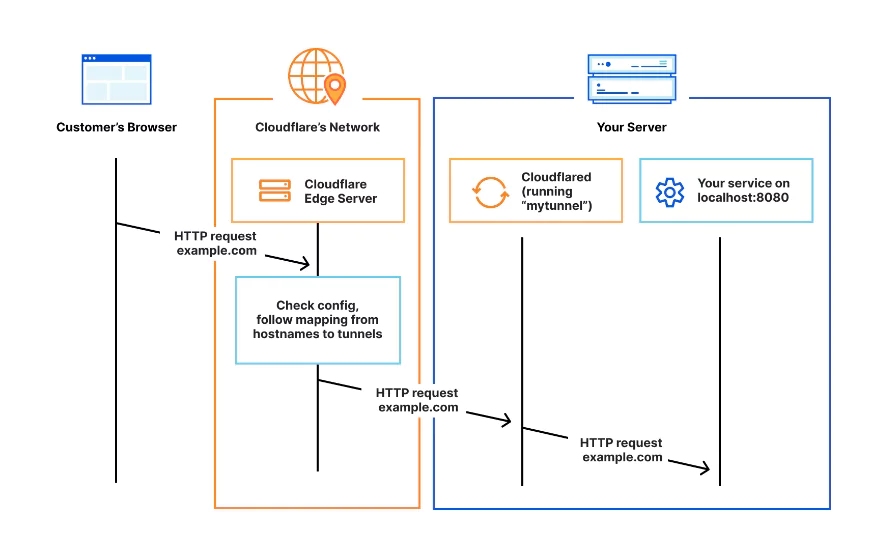 Customer's Browser
Cloudflare's Network
Your Server
Cloudflare
Edge Server
Cloudflared
(running
"mytunnel")
Your service on
localhost:8080
HTTP request
example.com
Check config,
follow mapping from
hostnames to tunnels
HTTP request
example.com
HTTP request
example.com